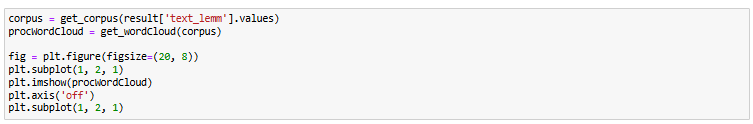 corpus = get_corpus(result['text_lemm'].values)
procWordCloud = get_wordCloud(corpus)
fig = plt.figure(figsize=(20, 8))
plt.subplot(1, 2, 1)
plt.imshow(procWordCloud)
plt.axis('off')
plt.subplot(1, 2, 1)